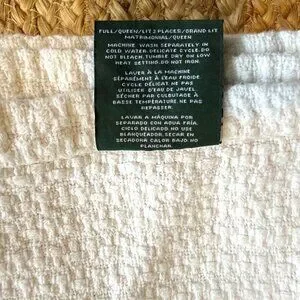 FULL/QUEEN/LIT 2 PLACES/GRAND LIT
MATRIMONIAL/QUEEN
MACHINE WASH SEPARATELY IN
COLD WATER, DELICATE CYCLE. DO
NOT BLEACH. TUMBLE DRY ON LOW
HEAT SETTING. DO NOT IRON.
LAVER À LA MACHINE
SÉPARÉMENT À L'EAU FROIDE.
CYCLE DÉLICAT NE PAS
UTILISER D'EAU DE JAVEL
SÉCHER PAR CULBUTAGE À
BASSE TEMPÉRATURE. NE PAS
REPASSER.
LAVAR A MÁQUINA POR
SEPARADO CON AGUA FRÍA.
CICLO DELICADO. NO USE
BLANQUEADOR. SECAR EN
SECADORA CALOR BAJO. NO
PLANCHAR.